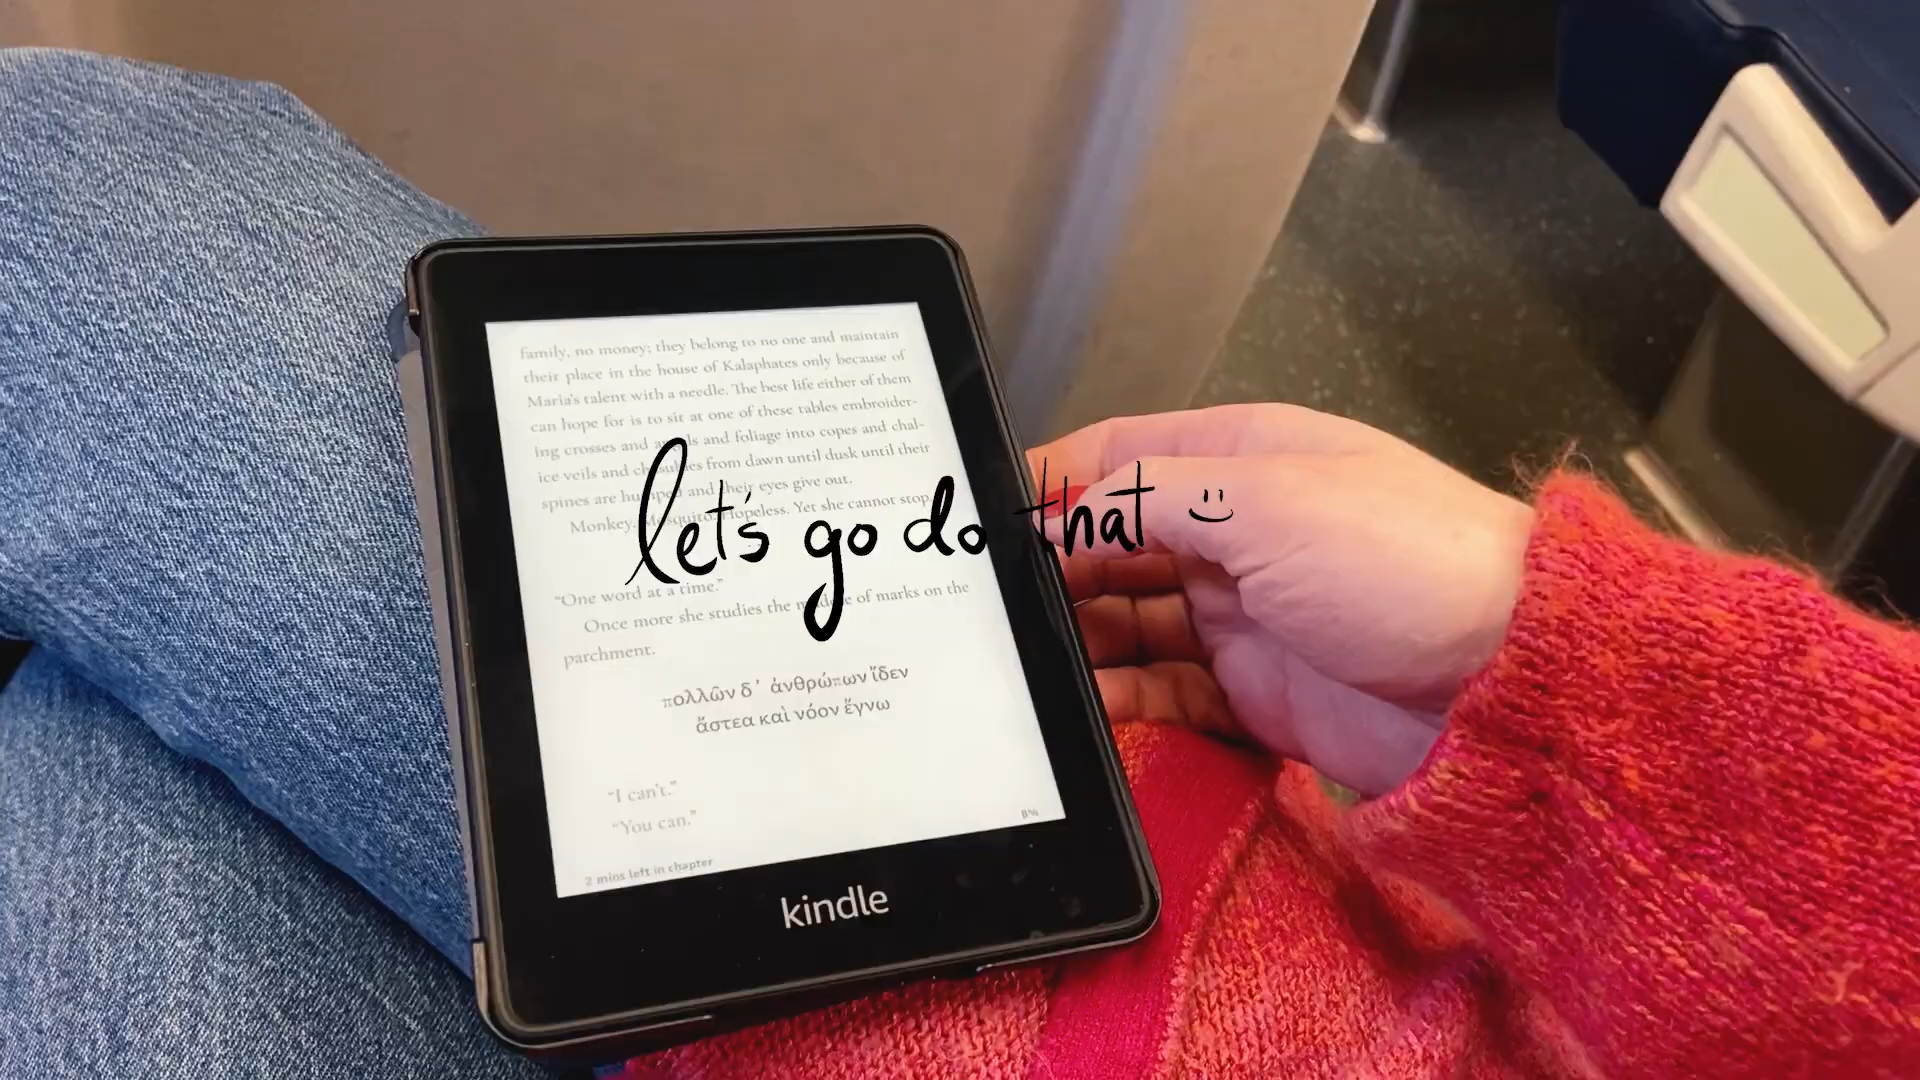 family, no money; they belong to no one and maintain
their place in the house of Kalaphates only because of
Maria's talent with a needle. The best life either of them
can hope for is to sit at one of these tables embroider-
ing crosses and angels and foliage into copes and chal-
ice veils and chasubles from dawn until dusk until their
spines are humped and their eyes give out.
Monkey. Mosquito. Hopeless. Yet she cannot stop.
let's go do that
"One word at a time."
Once more she studies the muddle of marks on the
parchment.
πολλῶν δ᾽ ἀνθρώπων ἴδεν
ἄστεα καὶ νόον ἔγνω
"I can't."
"You can."
2 mins left in chapter
8%
kindle